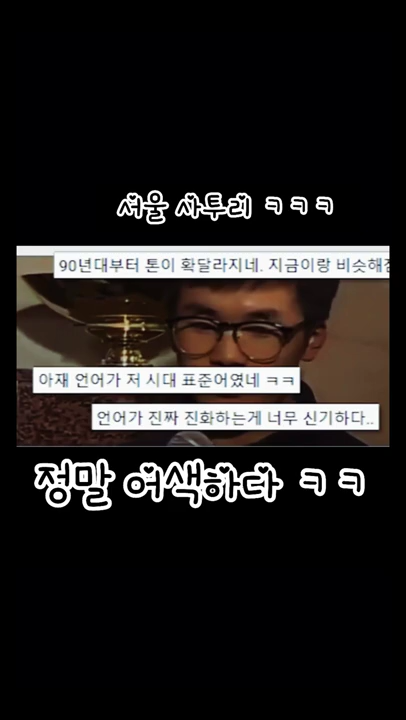 서울 사투리 ㅋㅋㅋ
90년대부터 톤이 확달라지네. 지금이랑 비슷해
아재 언어가 저 시대 표준어였네 ㅋㅋ
언어가 진짜 진화하는게 너무 신기하다..
정말 어색하다 ㅋㅋ